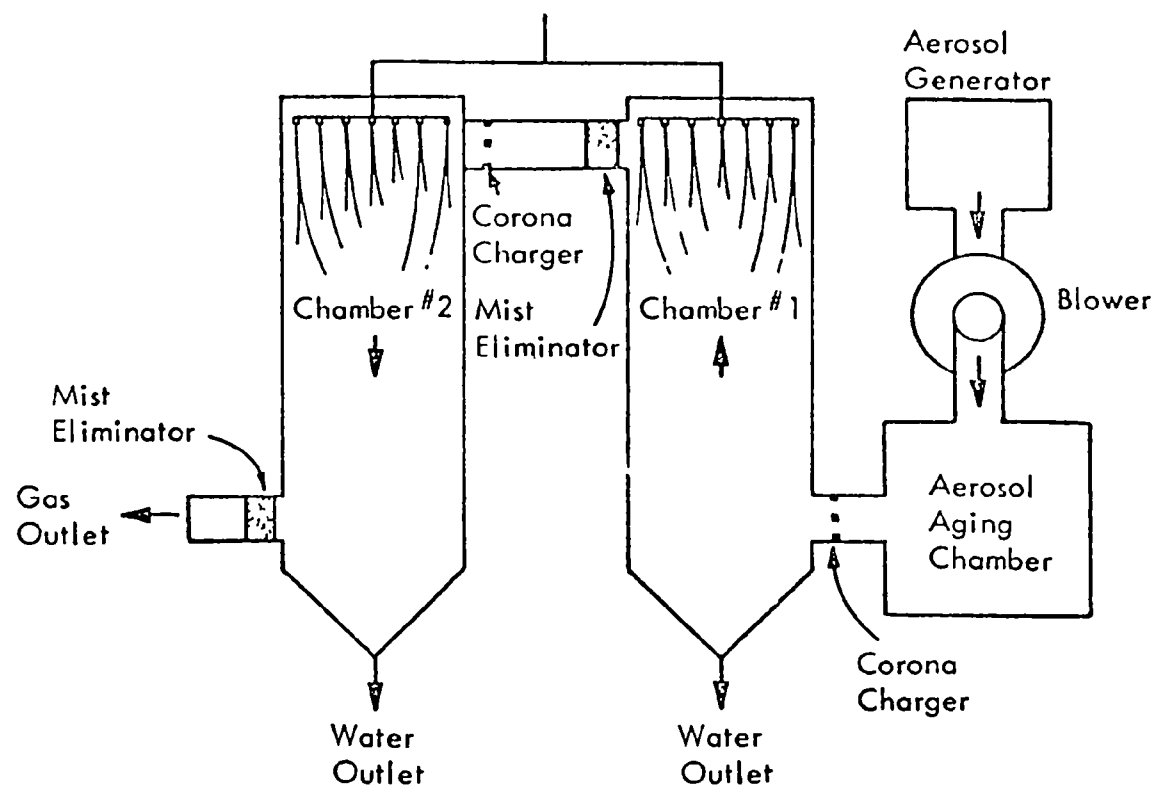 Aerosol
Generator
Blower
Corona
Charger
Chamber #2
Mist
Eliminator
Chamber #1
Mist
Eliminator
Gas
Outlet
Aerosol
Aging
Chamber
Corona
Charger
Water
Outlet
Water
Outlet